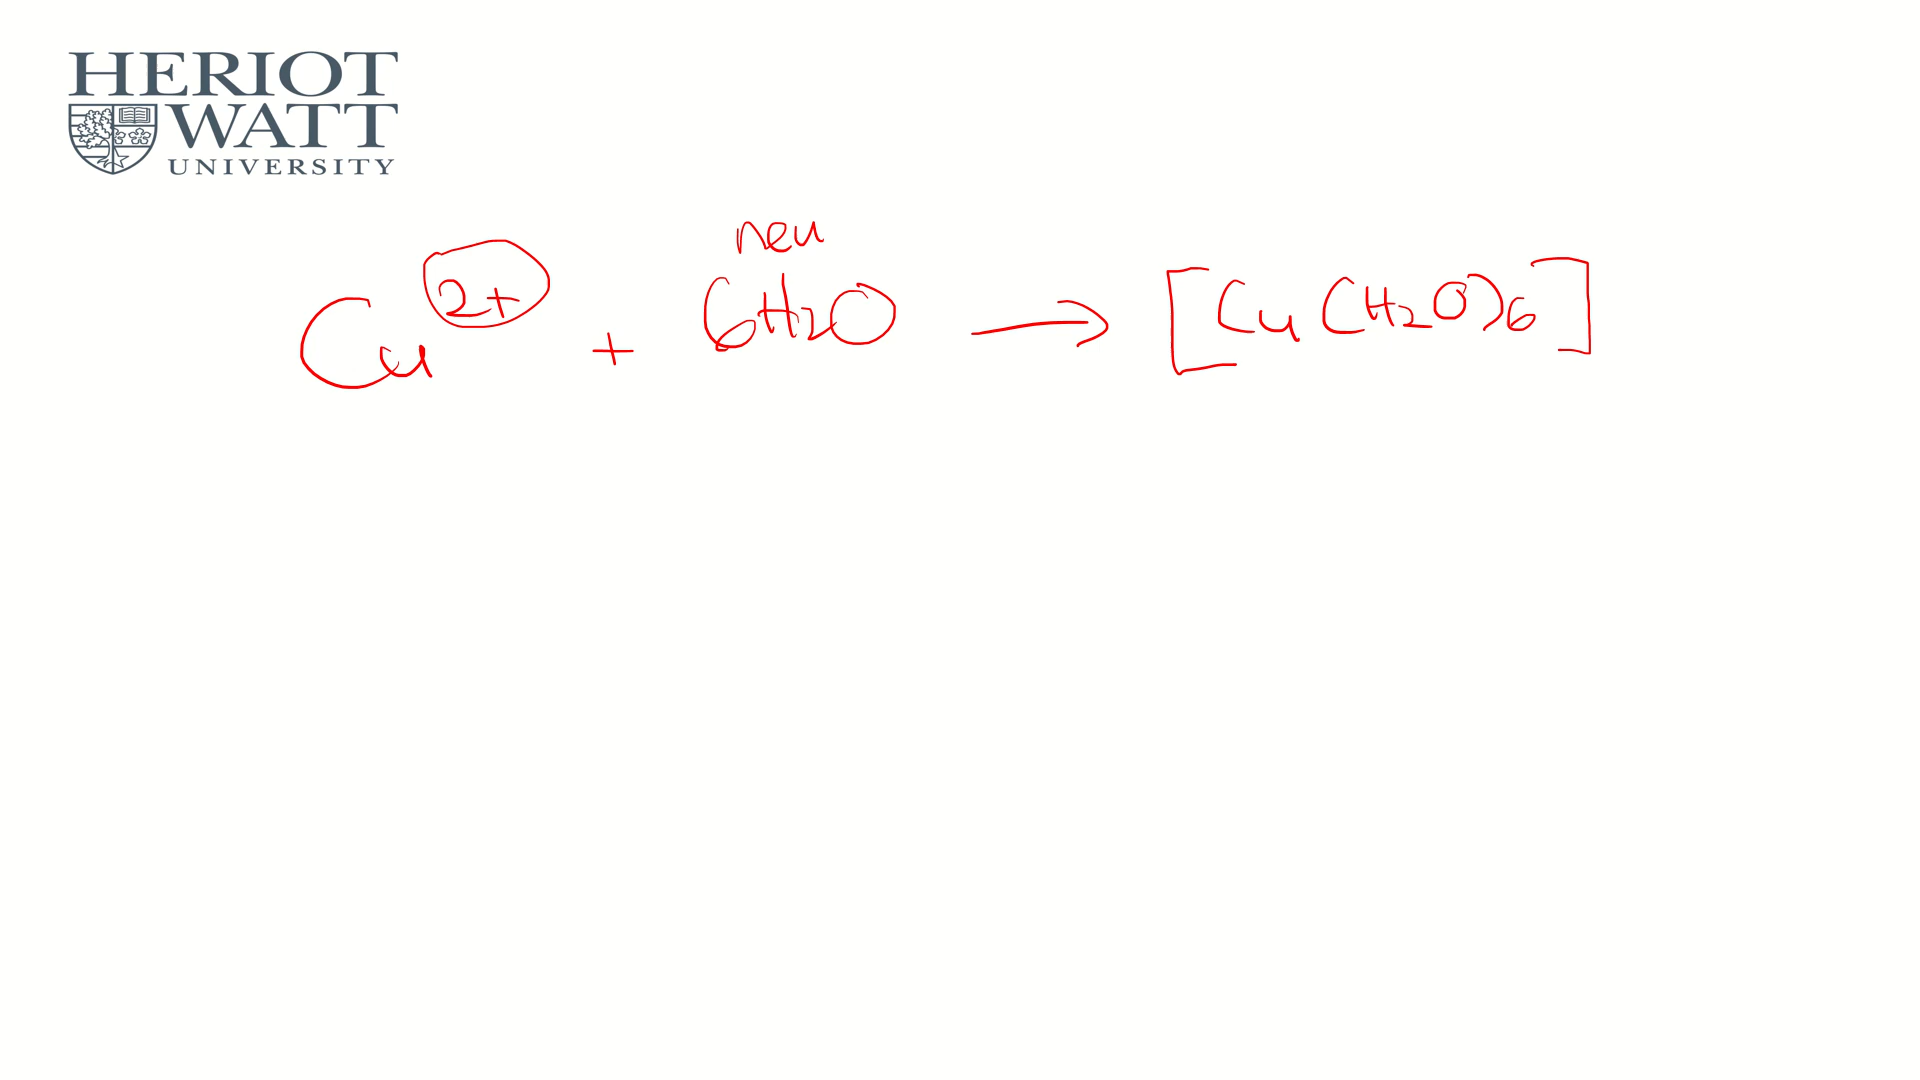 HERIOT
WATT
UNIVERSITY
neu
Cu²⁺ + 6H₂O → [Cu(H₂O)₆]